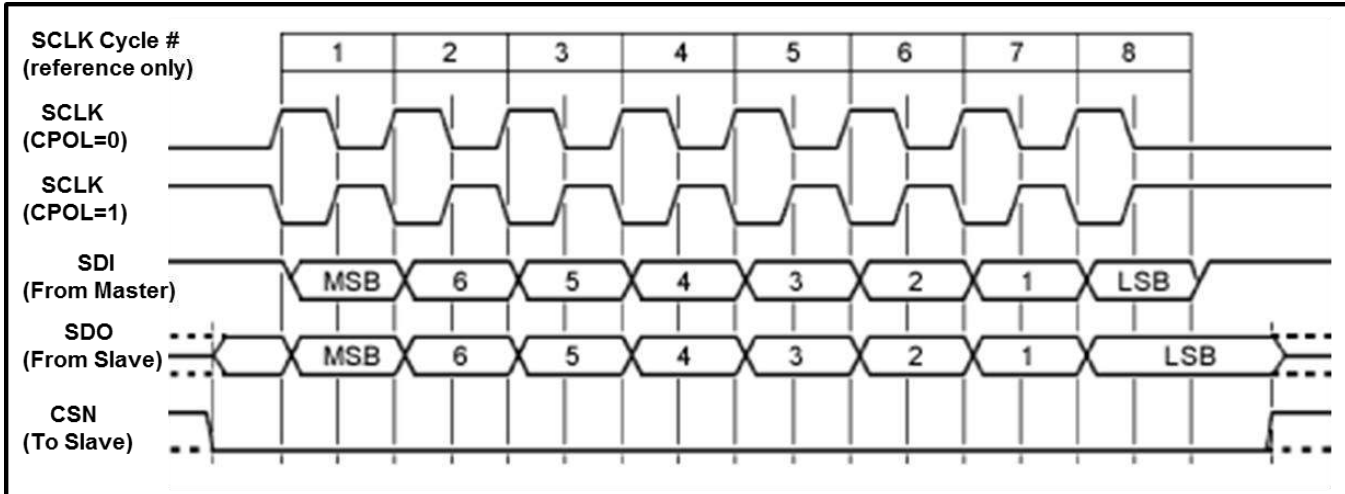 SCLK Cycle #
(reference only)
1 2 3 4 5 6 7 8
SCLK
(CPOL=0)
SCLK
(CPOL=1)
SDI
(From Master)
MSB 6 5 4 3 2 1 LSB
SDO
(From Slave)
MSB 6 5 4 3 2 1 LSB
CSN
(To Slave)